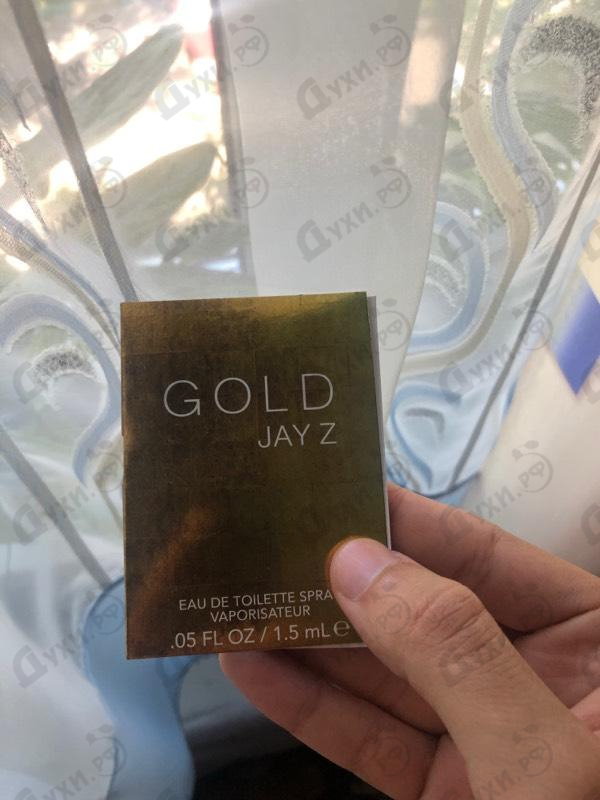 GOLD
JAY Z
EAU DE TOILETTE SPRA
VAPORISATEUR
.05 FL OZ / 1.5 mL ℮
Духи.РФ